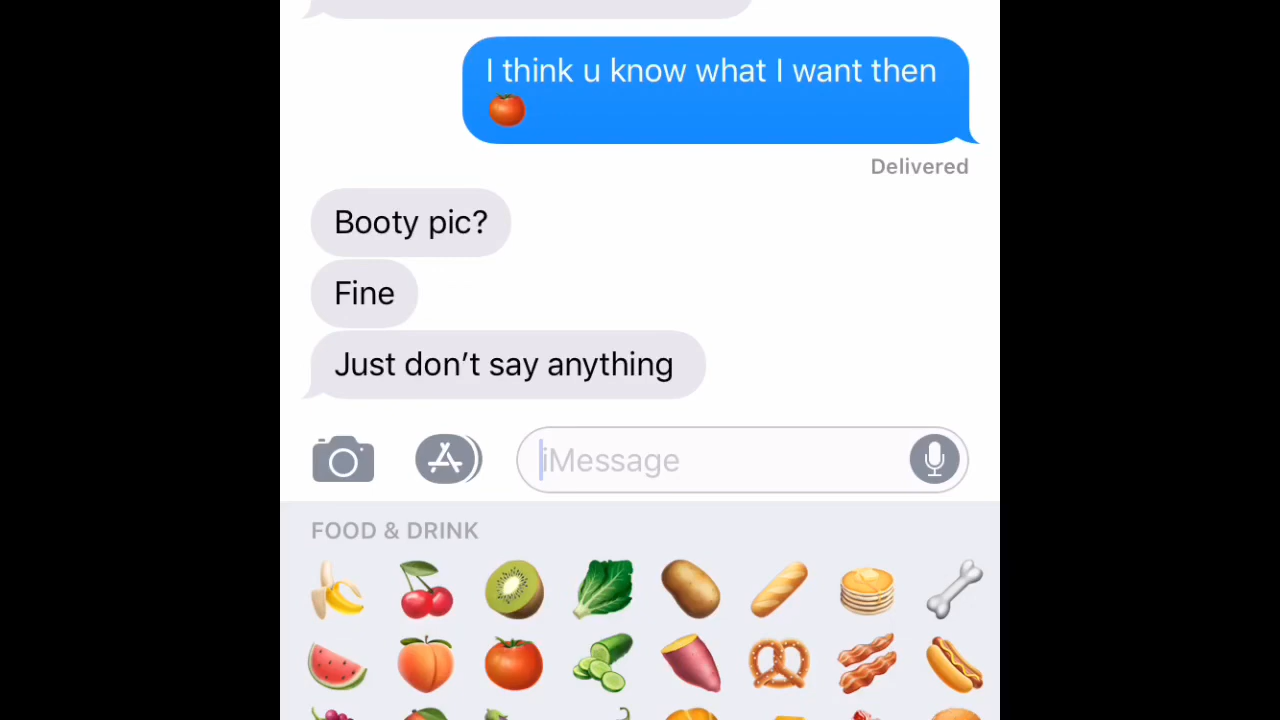 I think u know what I want then
🍅
Delivered
Booty pic?
Fine
Just don’t say anything
iMessage
FOOD & DRINK